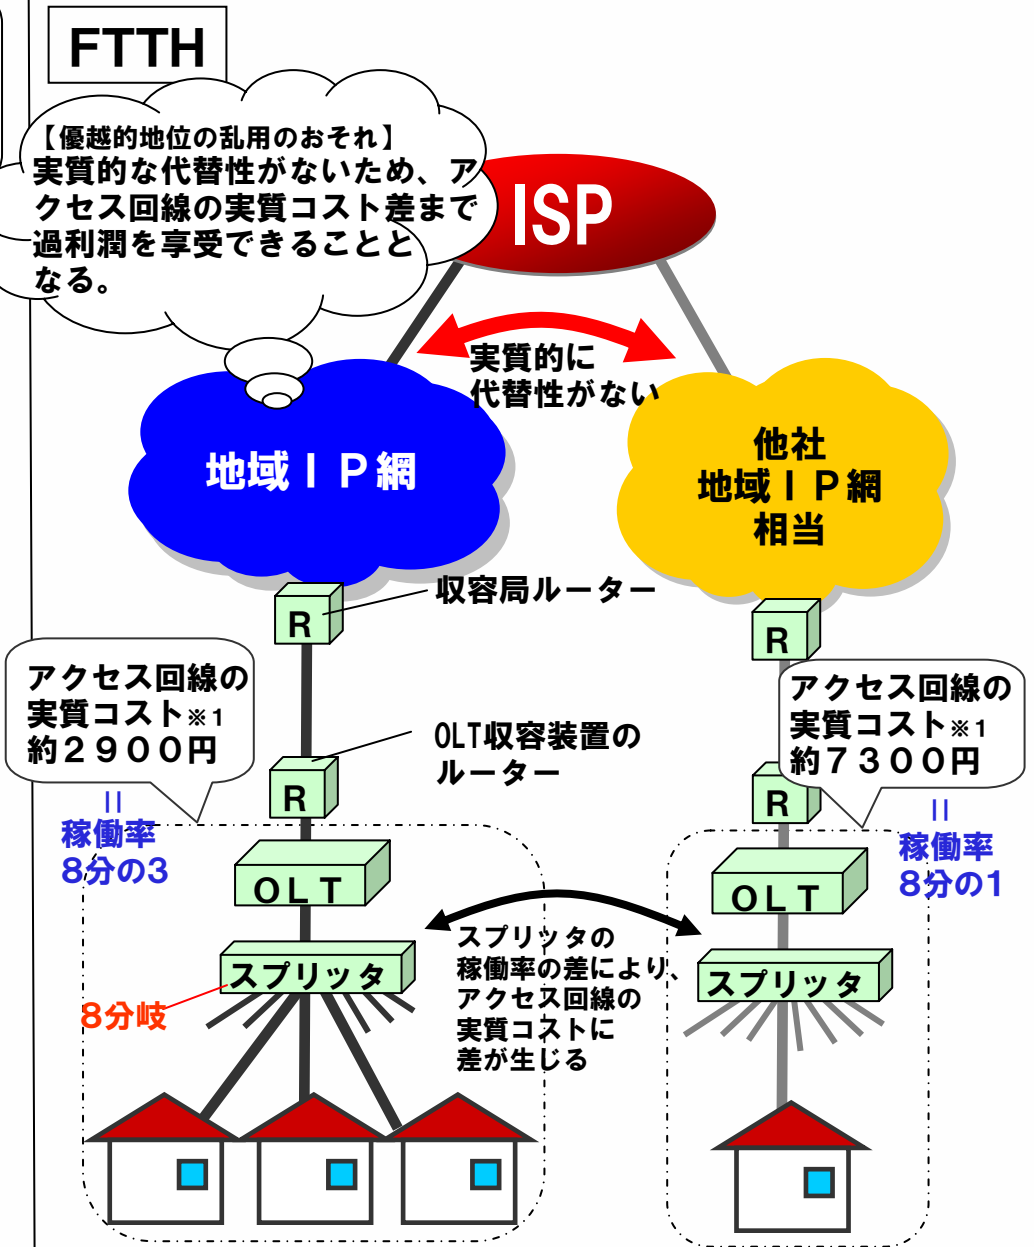 FTTH
【優越的地位の乱用のおそれ】
実質的な代替性がないため、ア
クセス回線の実質コスト差まで
過利潤を享受できることと
なる。
ISP
実質的に
代替性がない
地域ＩＰ網
他社
地域ＩＰ網
相当
R
収容局ルーター
R
アクセス回線の
実質コスト※1
約２９００円
＝
稼働率
8分の3
OLT収容装置の
ルーター
R
アクセス回線の
実質コスト※1
約７３００円
＝
稼働率
8分の1
R
ＯＬＴ
ＯＬＴ
スプリッタ
8分岐
スプリッタの
稼働率の差により、
アクセス回線の
実質コストに
差が生じる
スプリッタ